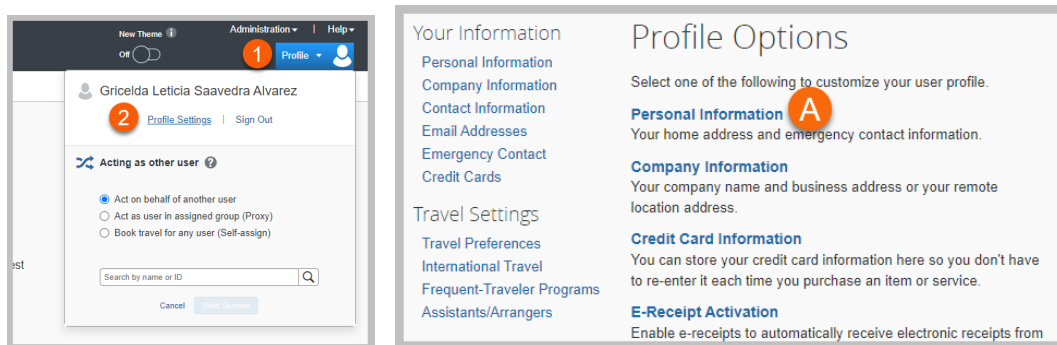 New Theme i
Administration | Help
Off
1
Profile
Gricelda Leticia Saavedra Alvarez
2
Profile Settings | Sign Out
Acting as other user ?
Act on behalf of another user
Act as user in assigned group (Proxy)
Book travel for any user (Self-assign)
est
Search by name or ID
Cancel Start Session
Your Information
Personal Information
Company Information
Contact Information
Email Addresses
Emergency Contact
Credit Cards
Travel Settings
Travel Preferences
International Travel
Frequent-Traveler Programs
Assistants/Arrangers
Profile Options
Select one of the following to customize your user profile.
Personal Information A
Your home address and emergency contact information.
Company Information
Your company name and business address or your remote
location address.
Credit Card Information
You can store your credit card information here so you don't have
to re-enter it each time you purchase an item or service.
E-Receipt Activation
Enable e-receipts to automatically receive electronic receipts from